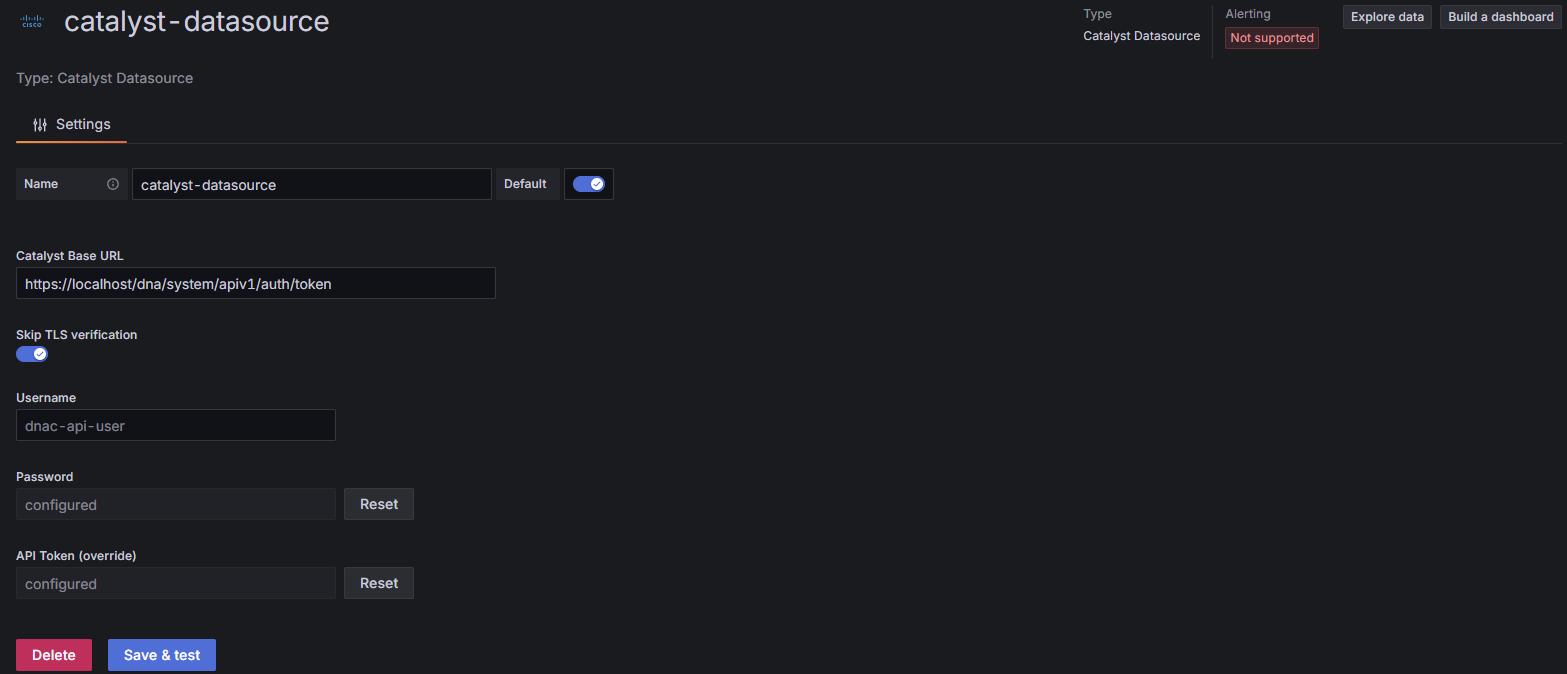 CISCO
catalyst-datasource
Type
Catalyst Datasource
Alerting
Not supported
Explore data
Build a dashboard
Type: Catalyst Datasource
Settings
Name
catalyst-datasource
Default
Catalyst Base URL
https://localhost/dna/system/apiv1/auth/token
Skip TLS verification
Username
dnac-api-user
Password
configured
Reset
API Token (override)
configured
Reset
Delete
Save & test